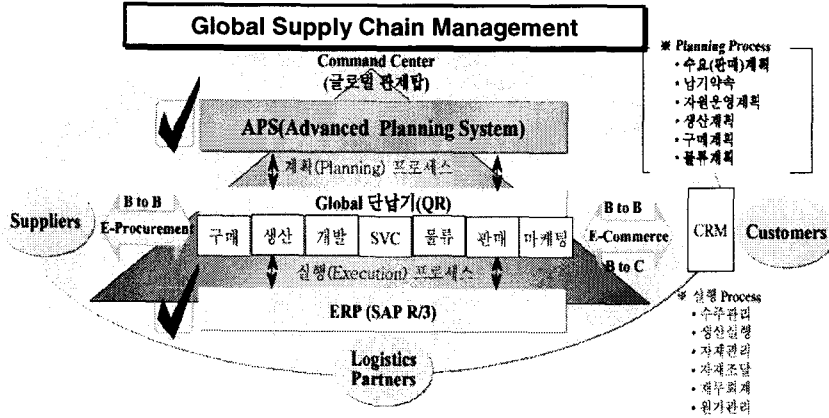 Global Supply Chain Management
Command Center
(글로벌 관제탑)
APS(Advanced Planning System)
계획(Planning) 프로세스
Global 단납기(QR)
구매 생산 개발 SVC 물류 판매 마케팅
실행(Execution) 프로세스
ERP (SAP R/3)
Suppliers
B to B
E-Procurement
B to B
E-Commerce
B to C
CRM
Customers
Logistics
Partners
※ Planning Process
• 수요(판매)계획
• 납기약속
• 자원운영계획
• 생산계획
• 구매계획
• 물류계획
※ 실행 Process
• 수주관리
• 생산실행
• 자재관리
• 자재조달
• 재무회계
• 원가관리